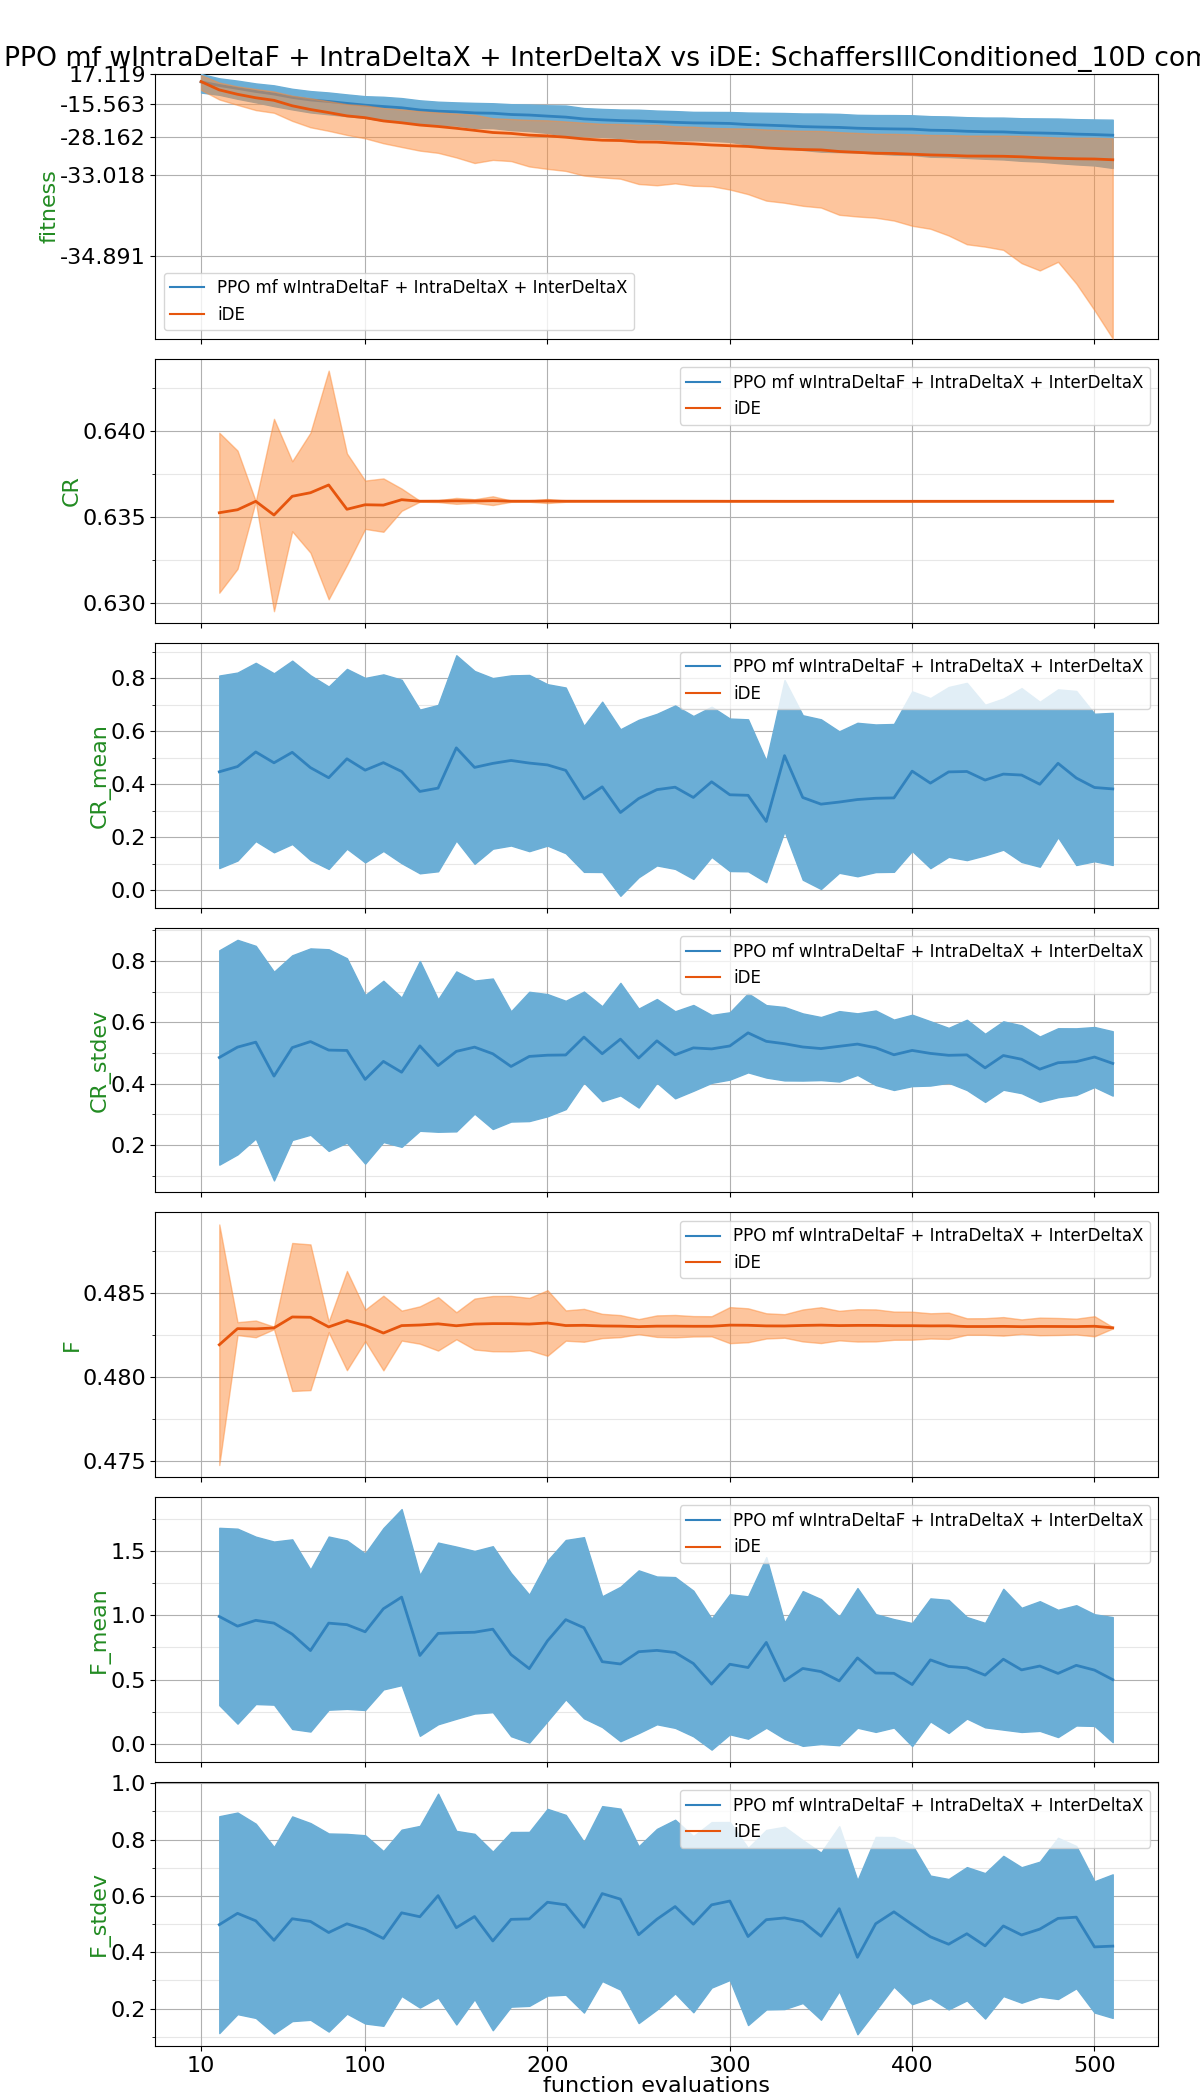 PPO mf wIntraDeltaF + IntraDeltaX + InterDeltaX vs iDE: SchaffersIllConditioned_10D com
17.119
-15.563
-28.162
-33.018
-34.891
fitness
PPO mf wIntraDeltaF + IntraDeltaX + InterDeltaX
iDE
0.640
0.635
0.630
CR
PPO mf wIntraDeltaF + IntraDeltaX + InterDeltaX
iDE
0.8
0.6
0.4
0.2
0.0
CR_mean
PPO mf wIntraDeltaF + IntraDeltaX + InterDeltaX
iDE
0.8
0.6
0.4
0.2
CR_stdev
PPO mf wIntraDeltaF + IntraDeltaX + InterDeltaX
iDE
0.485
0.480
0.475
F
PPO mf wIntraDeltaF + IntraDeltaX + InterDeltaX
iDE
1.5
1.0
0.5
0.0
F_mean
PPO mf wIntraDeltaF + IntraDeltaX + InterDeltaX
iDE
1.0
0.8
0.6
0.4
0.2
F_stdev
PPO mf wIntraDeltaF + IntraDeltaX + InterDeltaX
iDE
10 100 200 300 400 500
function evaluations